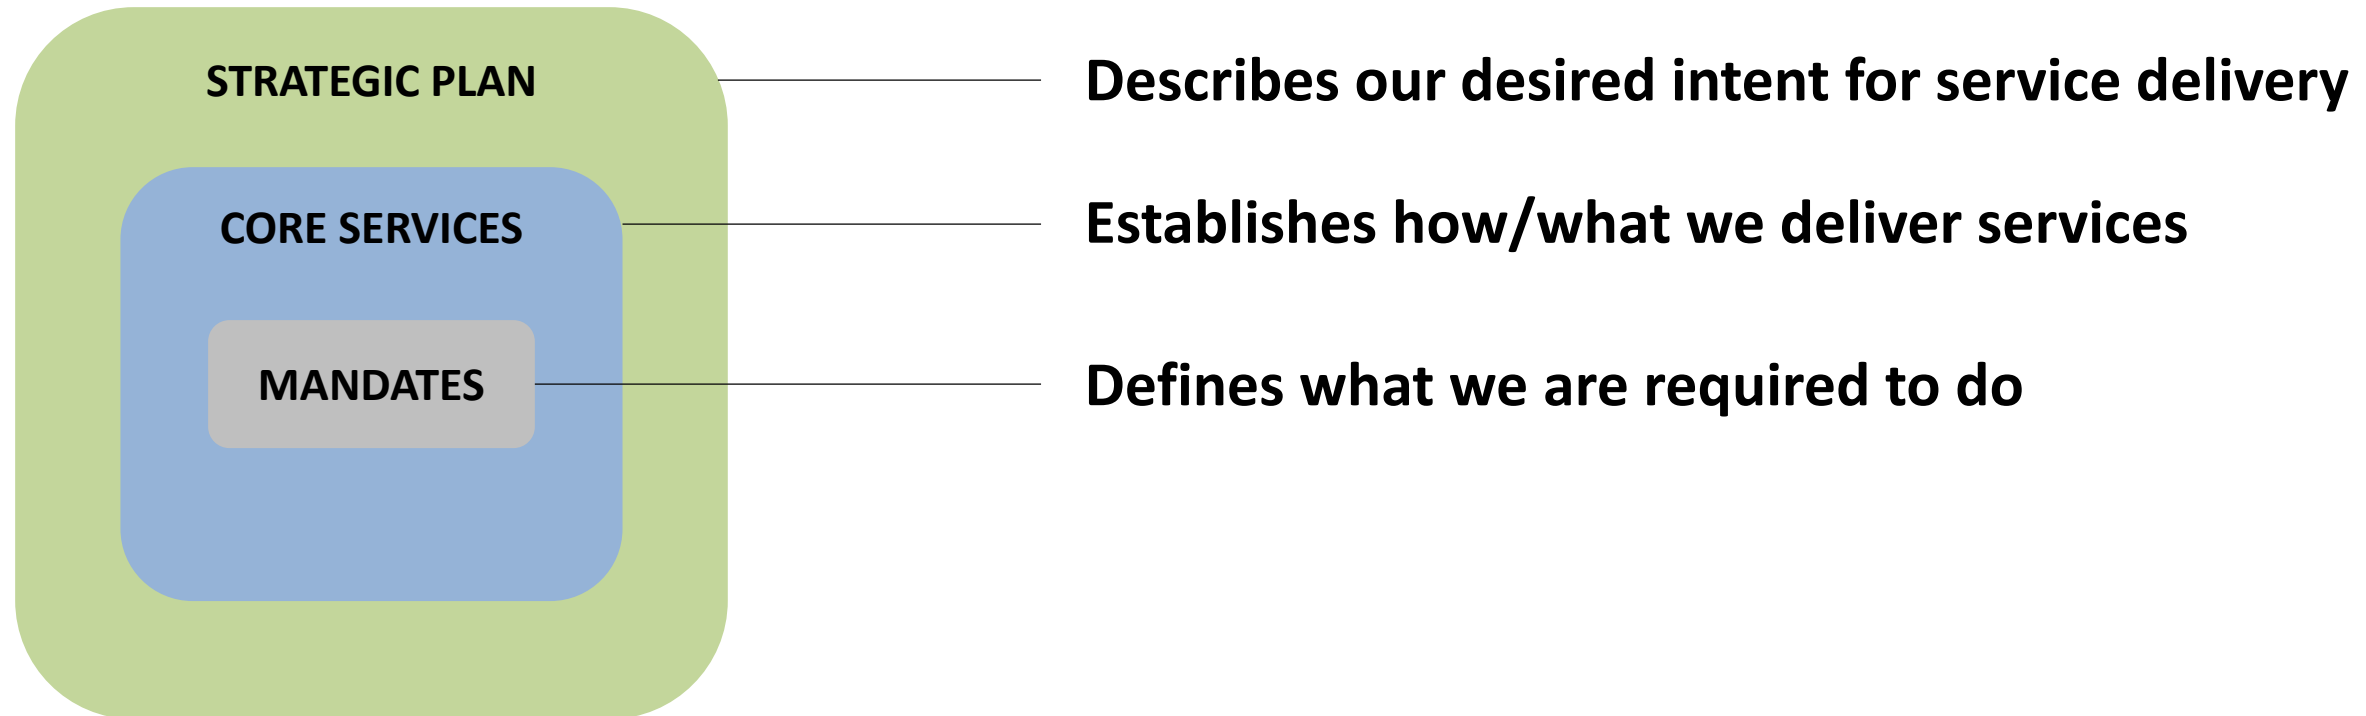 STRATEGIC PLAN
Describes our desired intent for service delivery
CORE SERVICES
Establishes how/what we deliver services
MANDATES
Defines what we are required to do